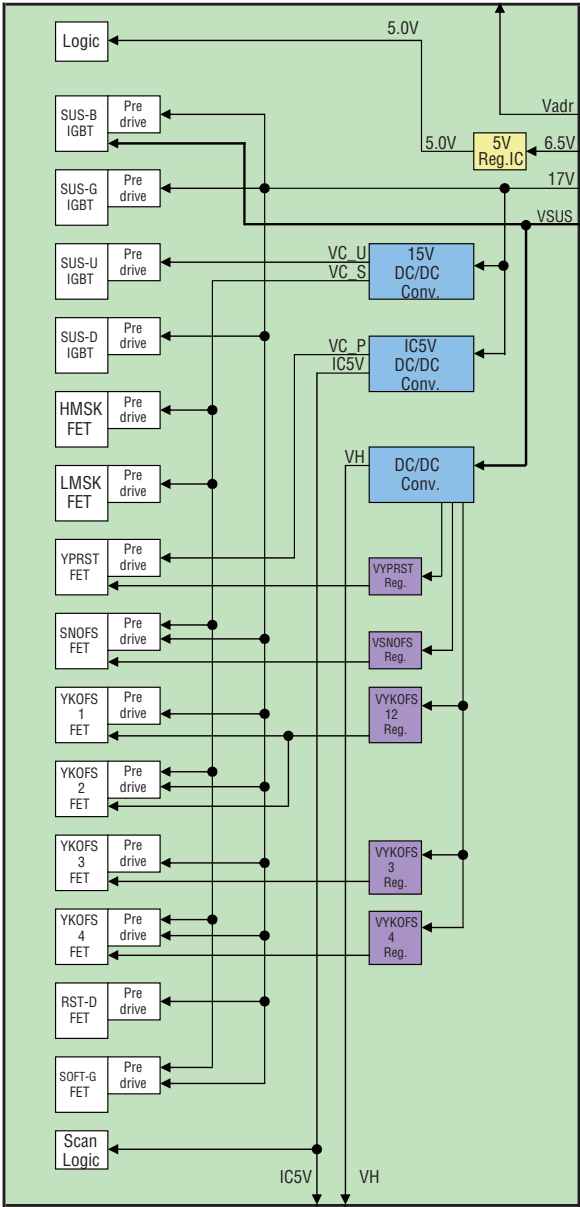 5.0V
Logic
Vadr
SUS-B
IGBT
Pre
drive
5.0V
5V
Reg.IC
6.5V
17V
SUS-G
IGBT
Pre
drive
VSUS
SUS-U
IGBT
Pre
drive
VC_U
VC_S
15V
DC/DC
Conv.
SUS-D
IGBT
Pre
drive
VC_P
IC5V
IC5V
DC/DC
Conv.
HMSK
FET
Pre
drive
LMSK
FET
Pre
drive
VH
DC/DC
Conv.
YPRST
FET
Pre
drive
VYPRST
Reg.
SNOFS
FET
Pre
drive
VSNOFS
Reg.
YKOFS
1
FET
Pre
drive
VYKOFS
12
Reg.
YKOFS
2
FET
Pre
drive
YKOFS
3
FET
Pre
drive
VYKOFS
3
Reg.
YKOFS
4
FET
Pre
drive
VYKOFS
4
Reg.
RST-D
FET
Pre
drive
SOFT-G
FET
Pre
drive
Scan
Logic
IC5V
VH